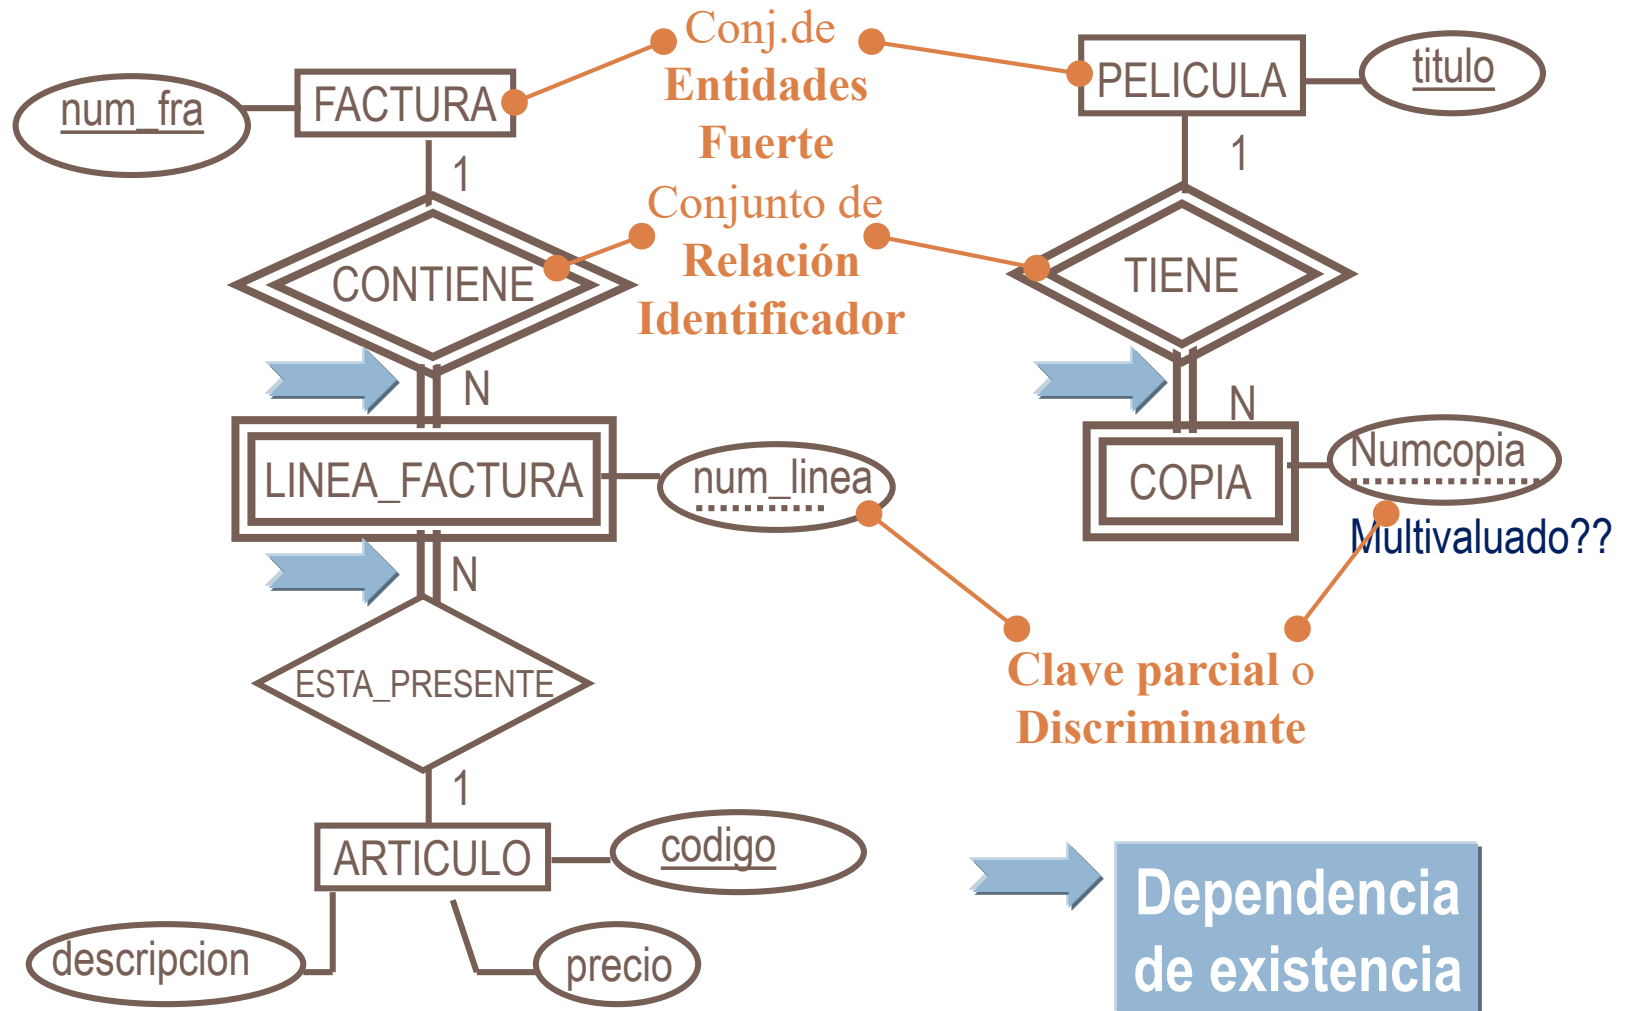 Conj.de
Entidades
Fuerte
num_fra
FACTURA
PELICULA
titulo
1
1
Conjunto de
Relación
Identificador
CONTIENE
TIENE
N
N
LINEA_FACTURA
num_linea
COPIA
Numcopia
Multivaluado??
N
ESTA_PRESENTE
Clave parcial o
Discriminante
1
ARTICULO
codigo
descripcion
precio
Dependencia
de existencia